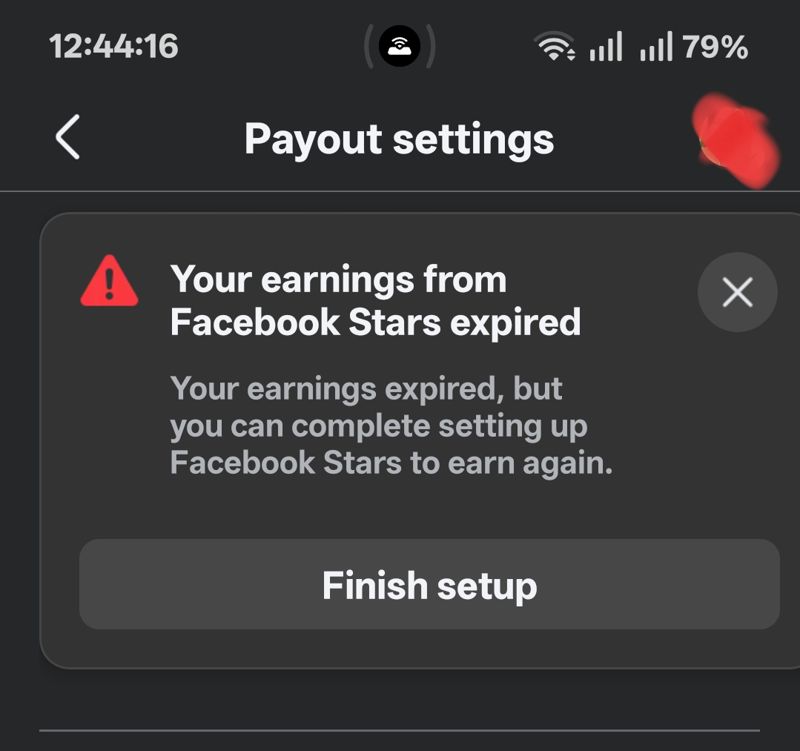 12:44:16 79%
Payout settings
Your earnings from
Facebook Stars expired
Your earnings expired, but
you can complete setting up
Facebook Stars to earn again.
Finish setup